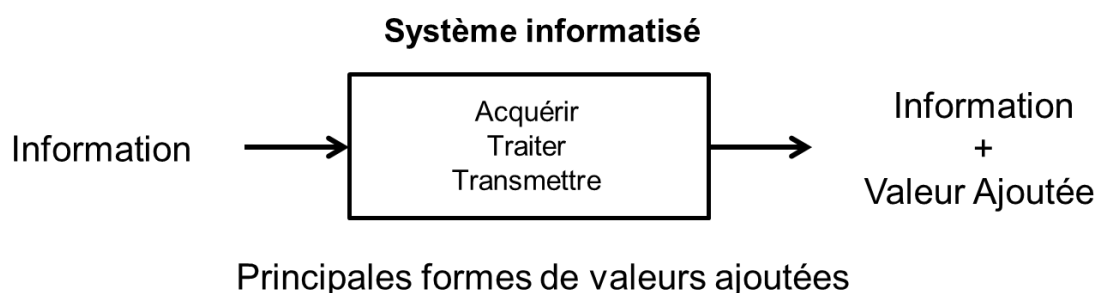 Système informatisé
Information
Acquérir
Traiter
Transmettre
Information
+
Valeur Ajoutée
Principales formes de valeurs ajoutées